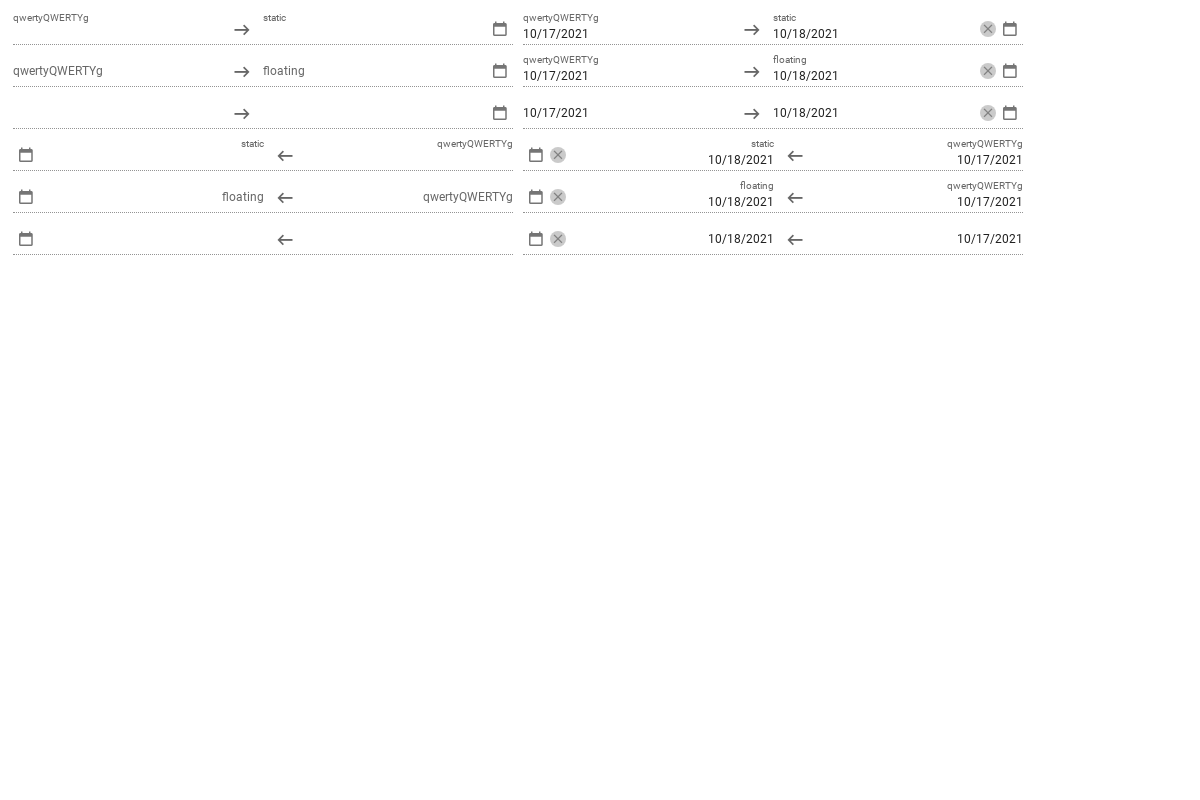 qwertyQWERTYg static qwertyQWERTYg static
10/17/2021 10/18/2021
qwertyQWERTYg floating qwertyQWERTYg floating
10/17/2021 10/18/2021
10/17/2021 10/18/2021
static qwertyQWERTYg static qwertyQWERTYg
10/18/2021 10/17/2021
floating qwertyQWERTYg floating qwertyQWERTYg
10/18/2021 10/17/2021
10/18/2021 10/17/2021